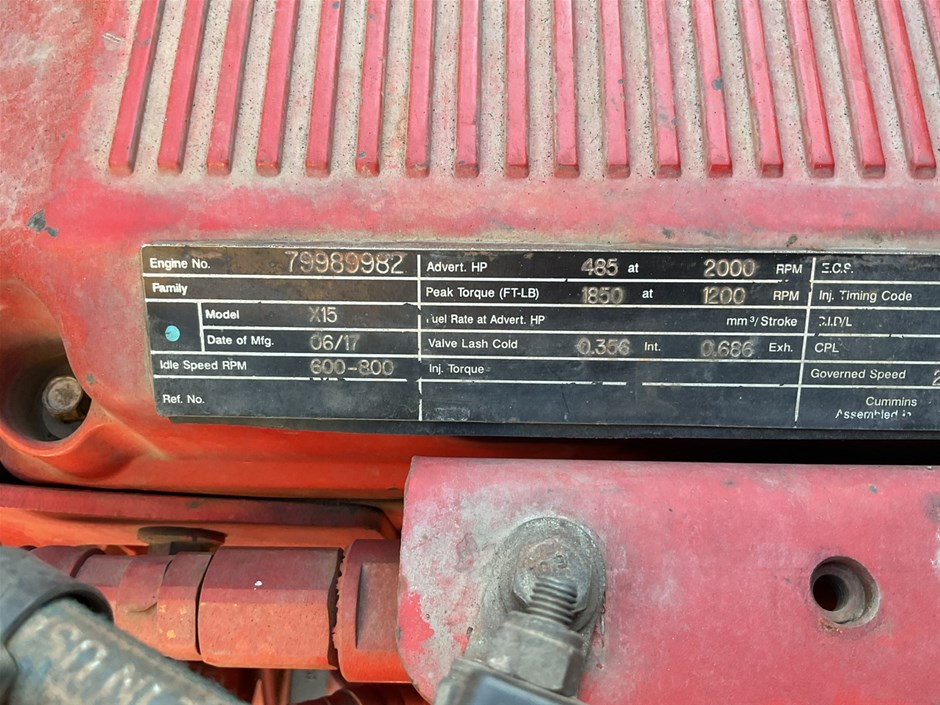 Engine No. 79989982
Family
Model X15
Date of Mfg. 06/17
Idle Speed RPM 600-800
Ref. No.
Advert. HP 485 at 2000 RPM
Peak Torque (FT-LB) 1850 at 1200 RPM
Fuel Rate at Advert. HP mm³/Stroke
Valve Lash Cold 0.356 Int. 0.686 Exh.
Inj. Torque
E.C.S.
Inj. Timing Code
CPL
Governed Speed
Cummins
Assembled in